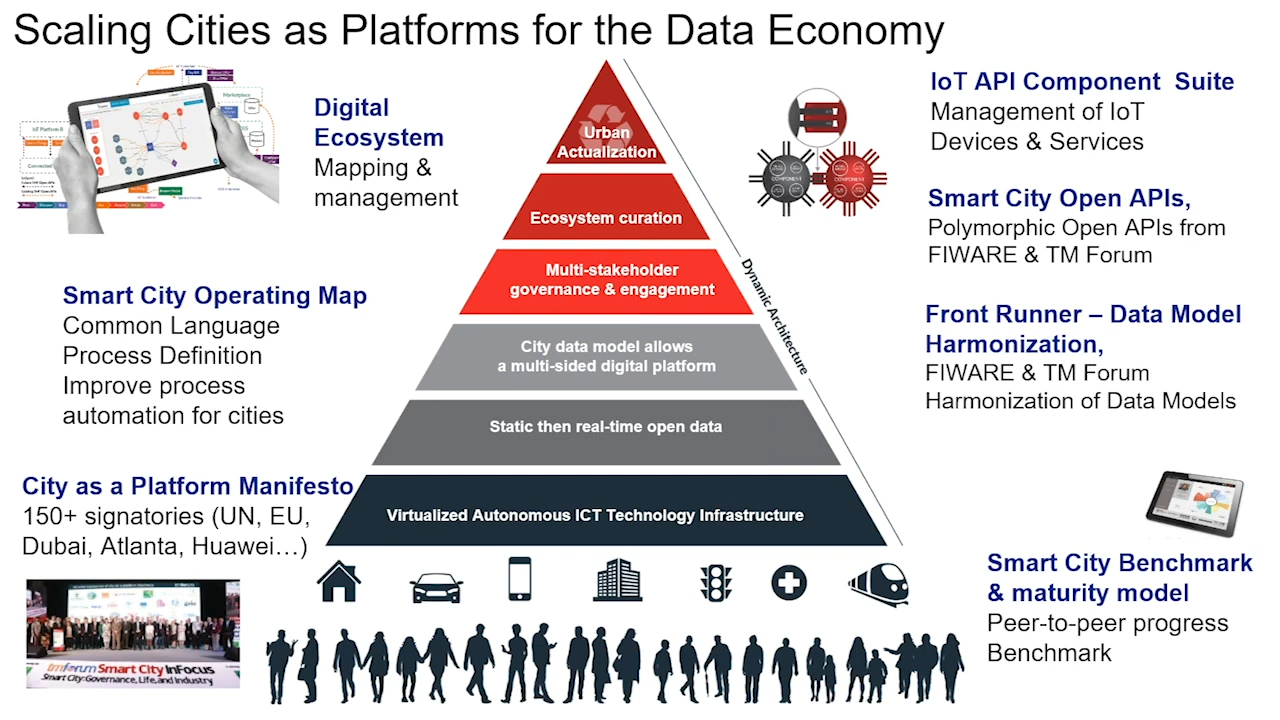 Scaling Cities as Platforms for the Data Economy
Digital
Ecosystem
Mapping &
management
Smart City Operating Map
Common Language
Process Definition
Improve process
automation for cities
City as a Platform Manifesto
150+ signatories (UN, EU,
Dubai, Atlanta, Huawei…)
tmforum Smart City InFocus
Smart City: Governance, Life, and Industry
Urban
Actualization
Ecosystem curation
Multi-stakeholder
governance & engagement
City data model allows
a multi-sided digital platform
Static then real-time open data
Virtualized Autonomous ICT Technology Infrastructure
Dynamic Architecture
COMPONENT
COMPONENT
IoT API Component  Suite
Management of IoT
Devices & Services
Smart City Open APIs,
Polymorphic Open APIs from
FIWARE & TM Forum
Front Runner – Data Model
Harmonization,
FIWARE & TM Forum
Harmonization of Data Models
Smart City Benchmark
& maturity model
Peer-to-peer progress
Benchmark
Marketplace
IoT Platform B